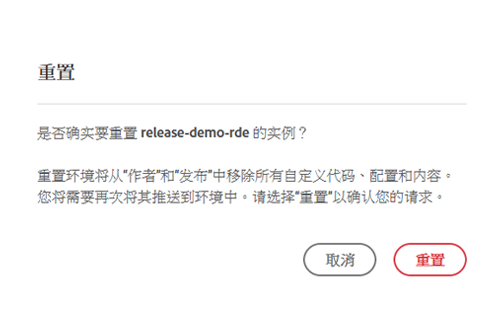 重置
是否确实要重置 release-demo-rde 的实例？
重置环境将从“作者”和“发布”中移除所有自定义代码、配置和内容。
您将需要再次将其推送到环境中。请选择“重置”以确认您的请求。
取消
重置